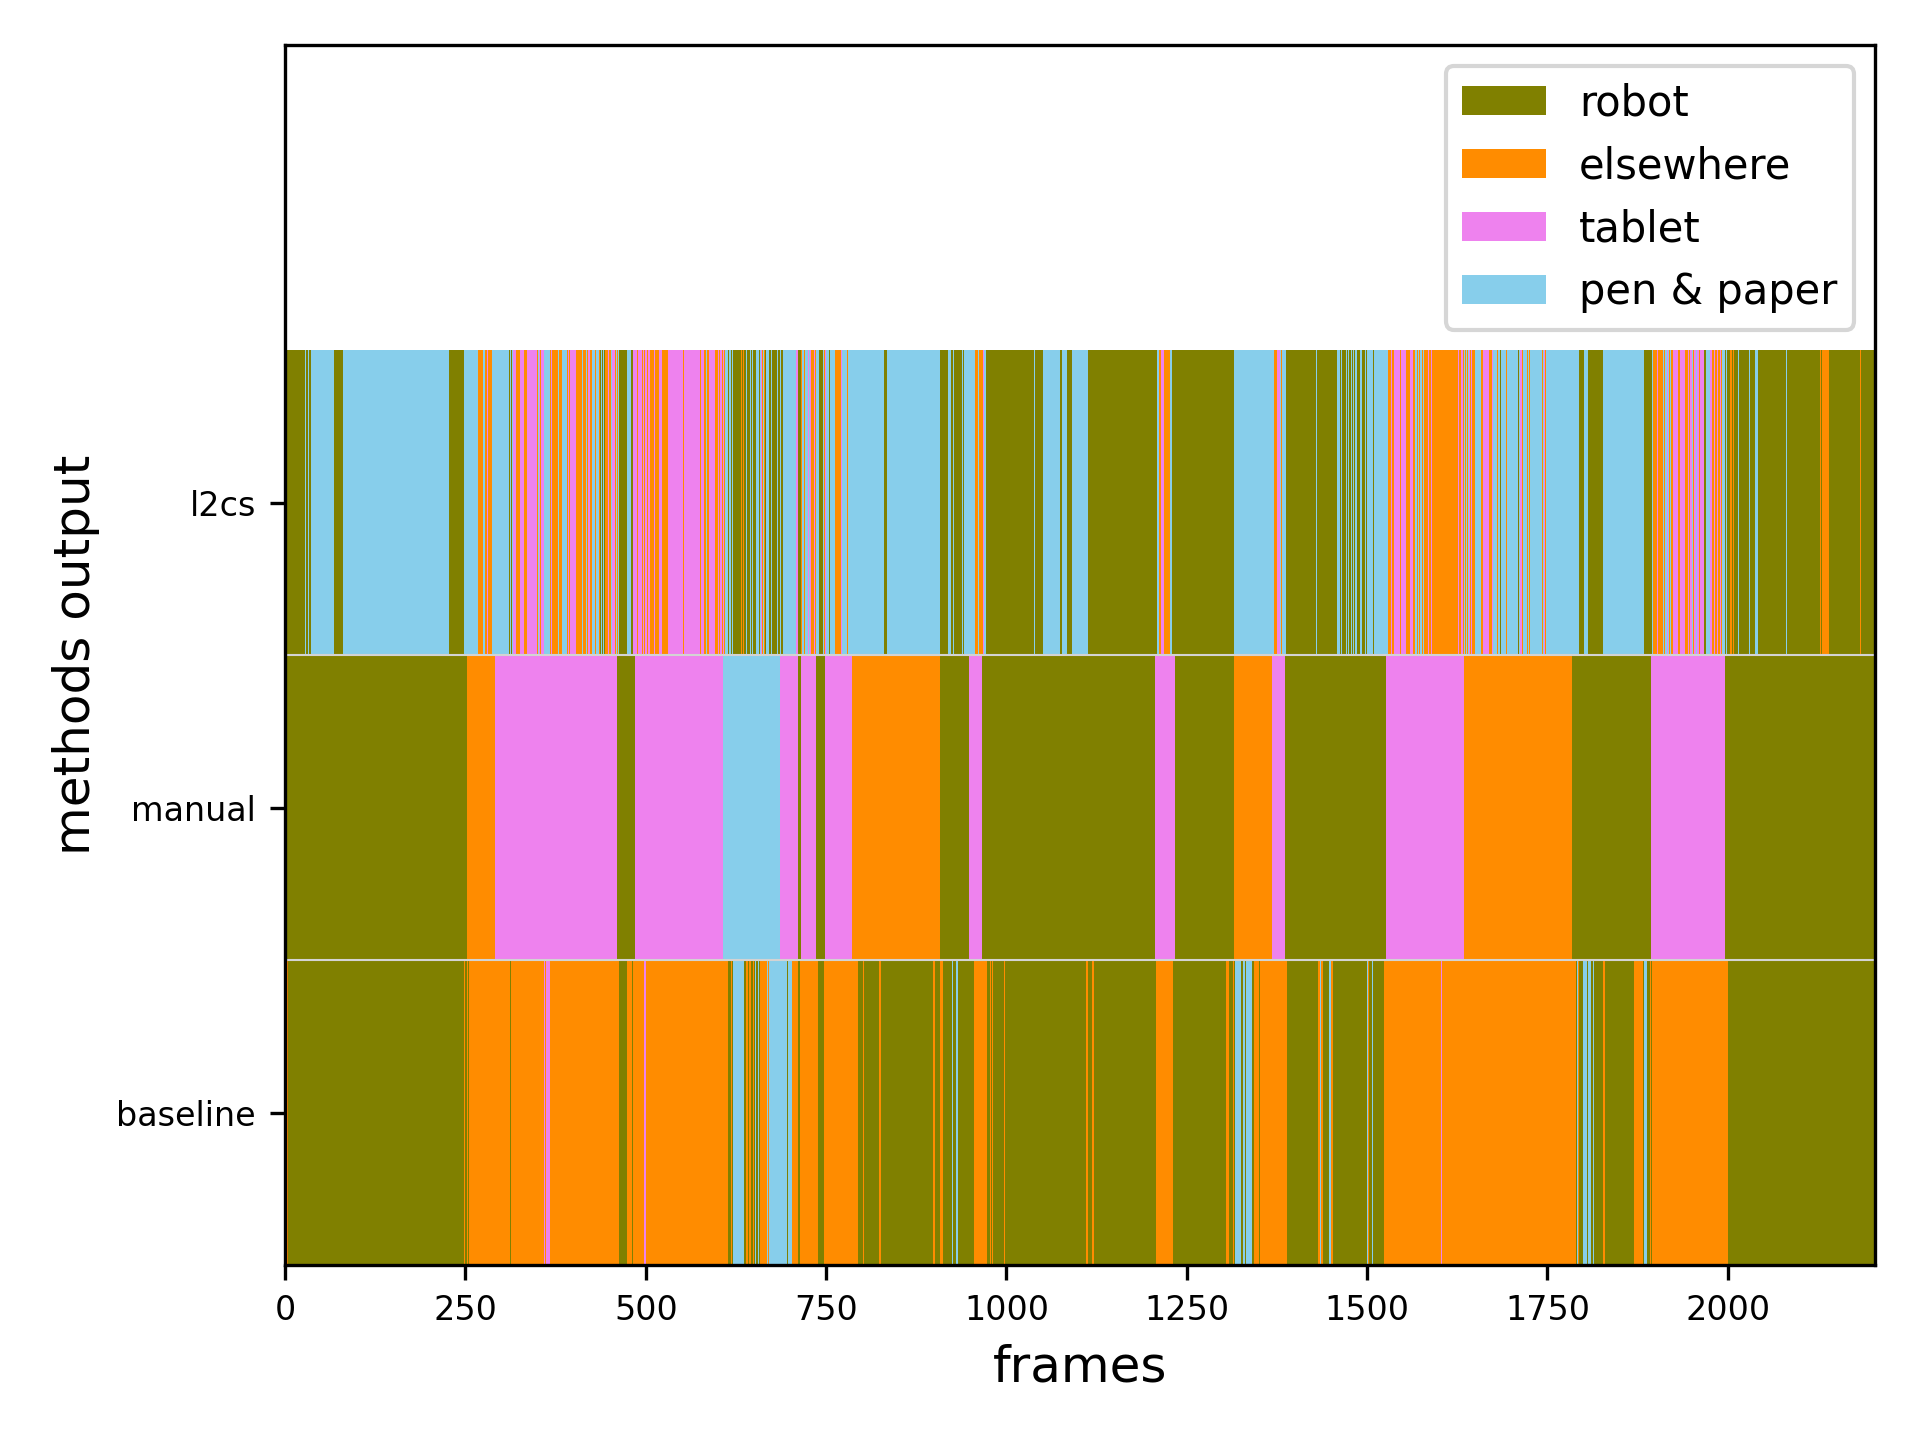 robot
elsewhere
tablet
pen & paper
methods output
l2cs
manual
baseline
0 250 500 750 1000 1250 1500 1750 2000
frames